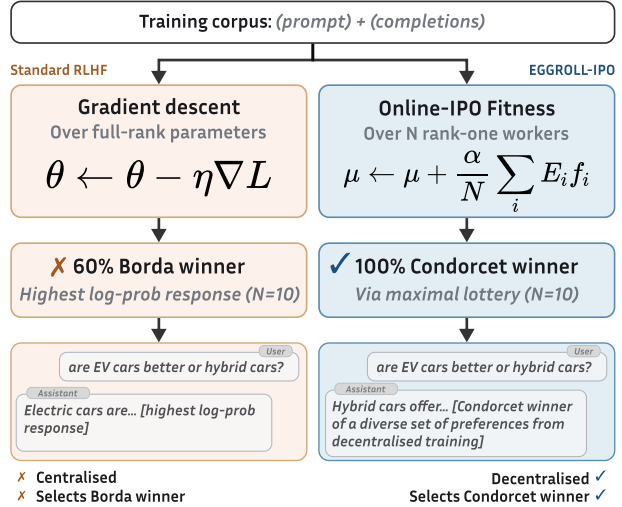 Training corpus: (prompt) + (completions)
Standard RLHF
EGGROLL-IPO
Gradient descent
Over full-rank parameters
θ ← θ − η∇L
Online-IPO Fitness
Over N rank-one workers
μ ← μ + α/N ∑_i E_i f_i
✗ 60% Borda winner
Highest log-prob response (N=10)
✓ 100% Condorcet winner
Via maximal lottery (N=10)
User
are EV cars better or hybrid cars?
Assistant
Electric cars are... [highest log-prob
response]
User
are EV cars better or hybrid cars?
Assistant
Hybrid cars offer... [Condorcet winner
of a diverse set of preferences from
decentralised training]
✗ Centralised
✗ Selects Borda winner
Decentralised ✓
Selects Condorcet winner ✓